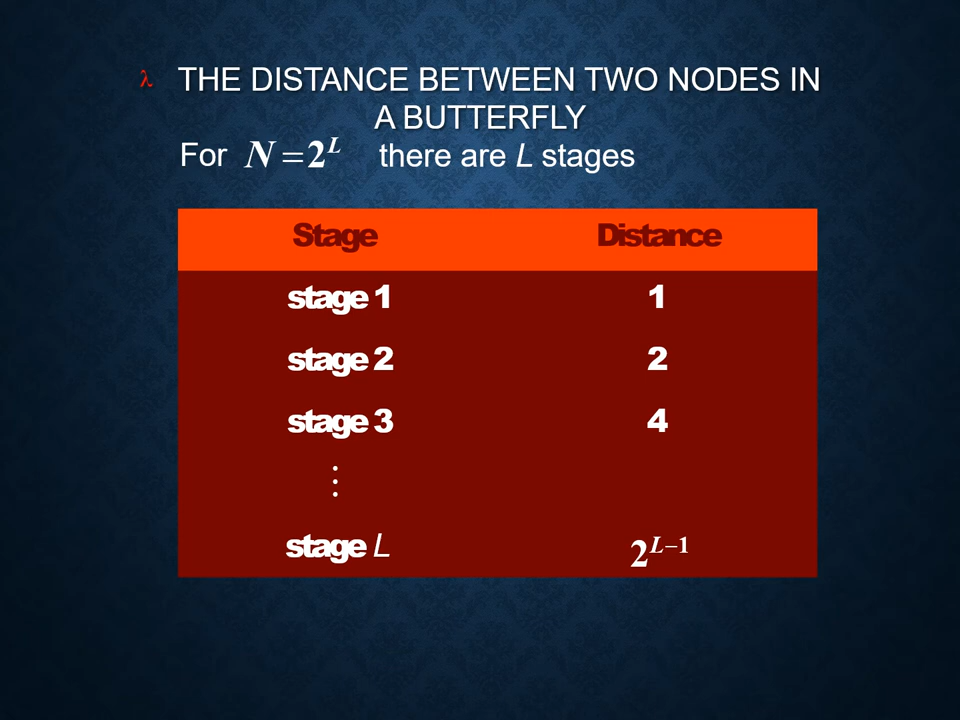 λ THE DISTANCE BETWEEN TWO NODES IN
A BUTTERFLY
For N = 2^L there are L stages
Stage Distance
stage 1 1
stage 2 2
stage 3 4
⋮
stage L 2^{L-1}